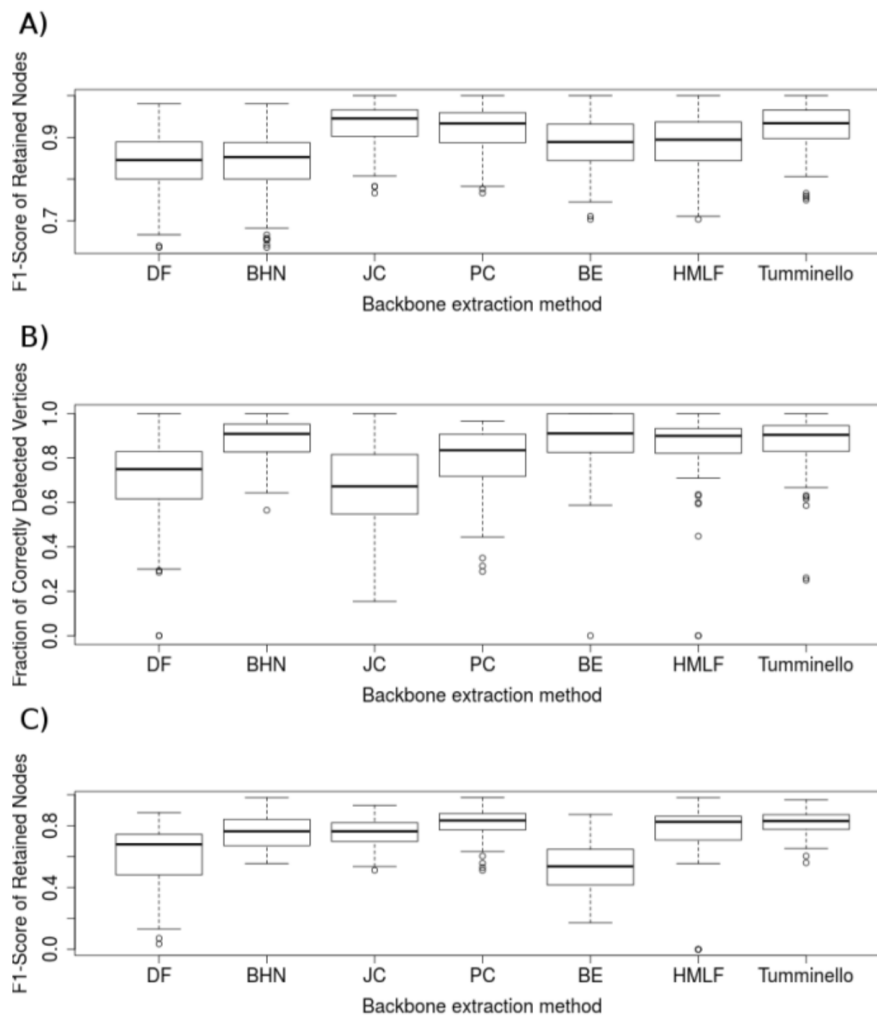 A)
F1-Score of Retained Nodes
0.9
0.7
DF BHN JC PC BE HMLF Tumminello
Backbone extraction method
B)
Fraction of Correctly Detected Vertices
1.0
0.8
0.6
0.4
0.2
0.0
DF BHN JC PC BE HMLF Tumminello
Backbone extraction method
C)
F1-Score of Retained Nodes
0.8
0.4
0.0
DF BHN JC PC BE HMLF Tumminello
Backbone extraction method